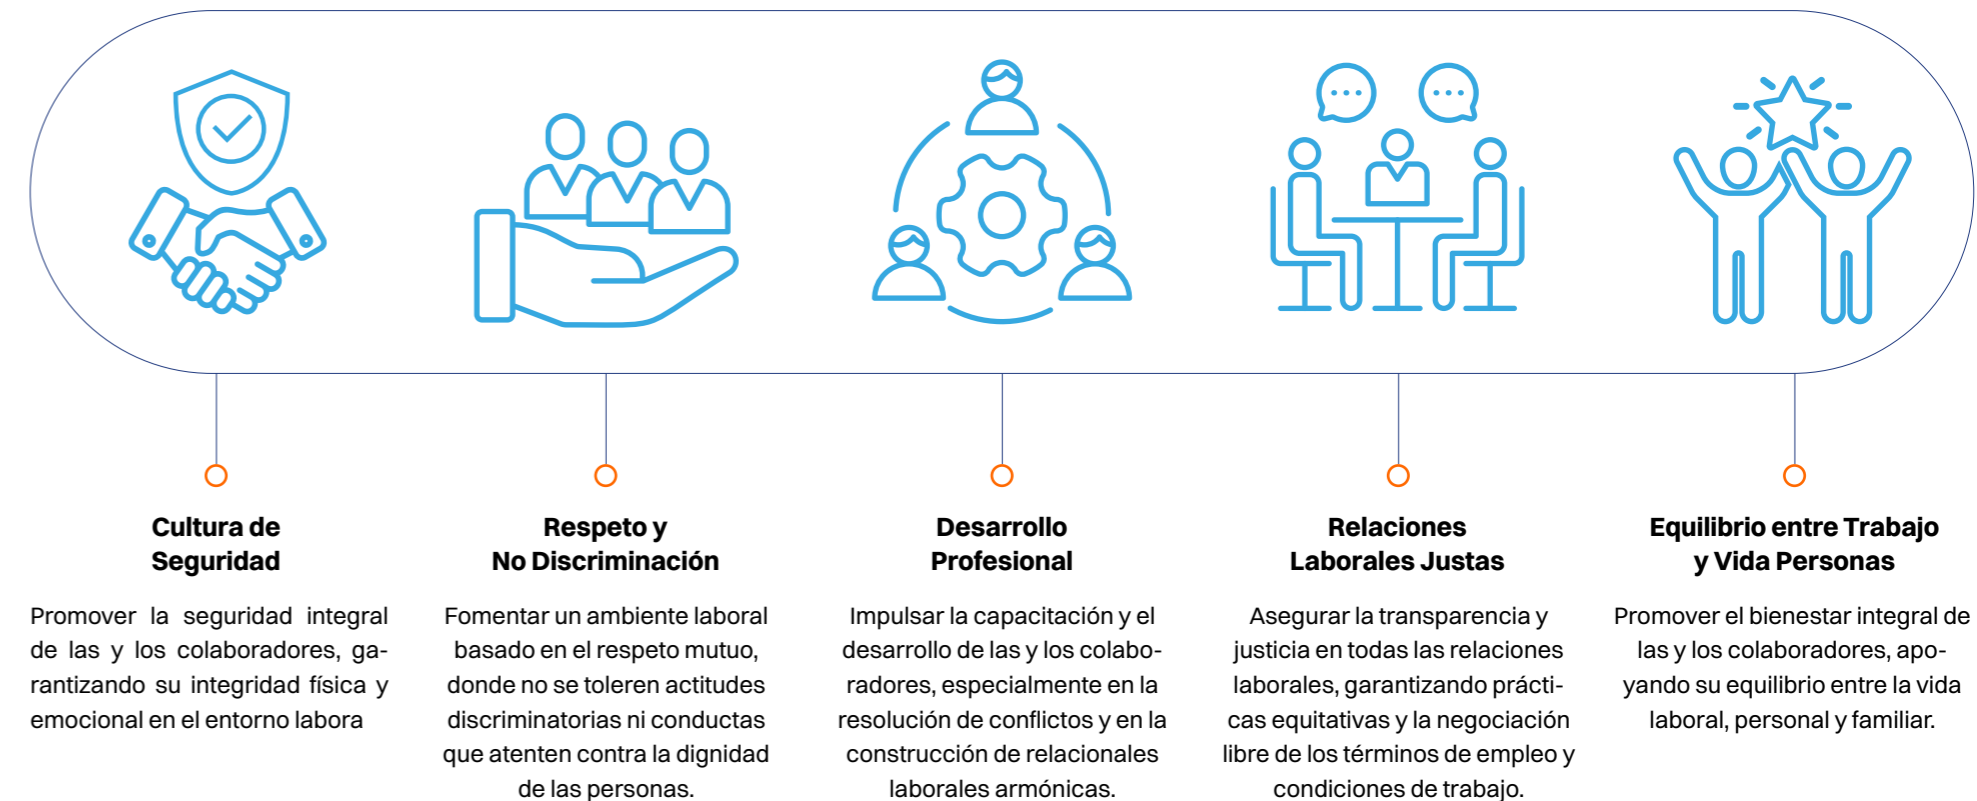 Cultura de
Seguridad
Promover la seguridad integral
de las y los colaboradores, ga-
rantizando su integridad física y
emocional en el entorno labora
Respeto y
No Discriminación
Fomentar un ambiente laboral
basado en el respeto mutuo,
donde no se toleren actitudes
discriminatorias ni conductas
que atenten contra la dignidad
de las personas.
Desarrollo
Profesional
Impulsar la capacitación y el
desarrollo de las y los colabo-
radores, especialmente en la
resolución de conflictos y en la
construcción de relacionales
laborales armónicas.
Relaciones
Laborales Justas
Asegurar la transparencia y
justicia en todas las relaciones
laborales, garantizando prácti-
cas equitativas y la negociación
libre de los términos de empleo y
condiciones de trabajo.
Equilibrio entre Trabajo
y Vida Personas
Promover el bienestar integral de
las y los colaboradores, apo-
yando su equilibrio entre la vida
laboral, personal y familiar.